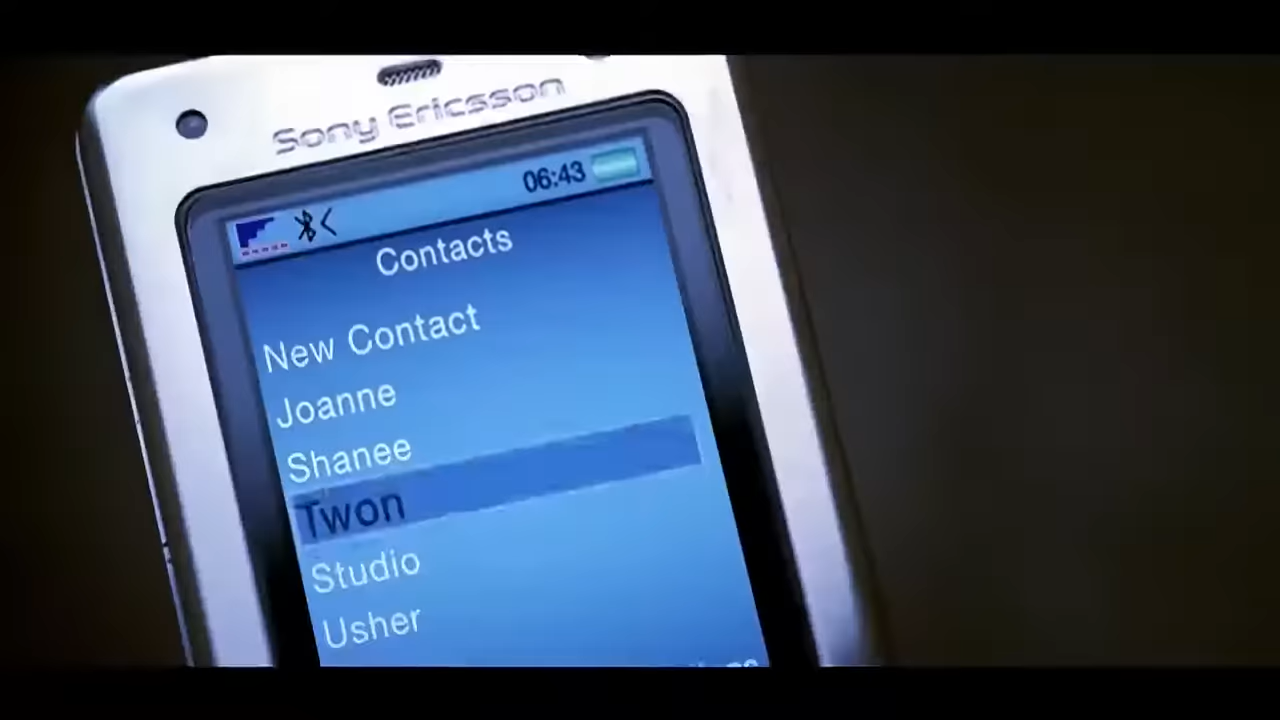 Sony Ericsson
06:43
Contacts
New Contact
Joanne
Shanee
Twon
Studio
Usher